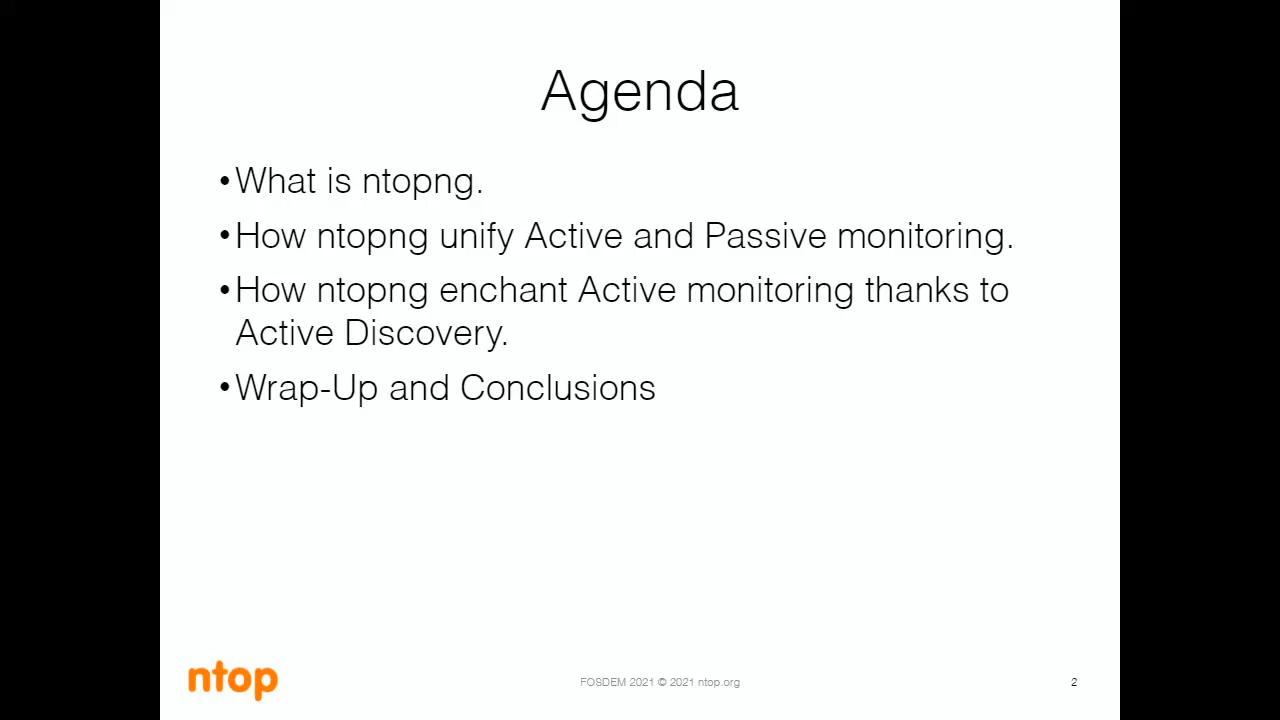 Agenda
•What is ntopng.
•How ntopng unify Active and Passive monitoring.
•How ntopng enchant Active monitoring thanks to
Active Discovery.
•Wrap-Up and Conclusions
ntop
FOSDEM 2021 © 2021 ntop.org
2